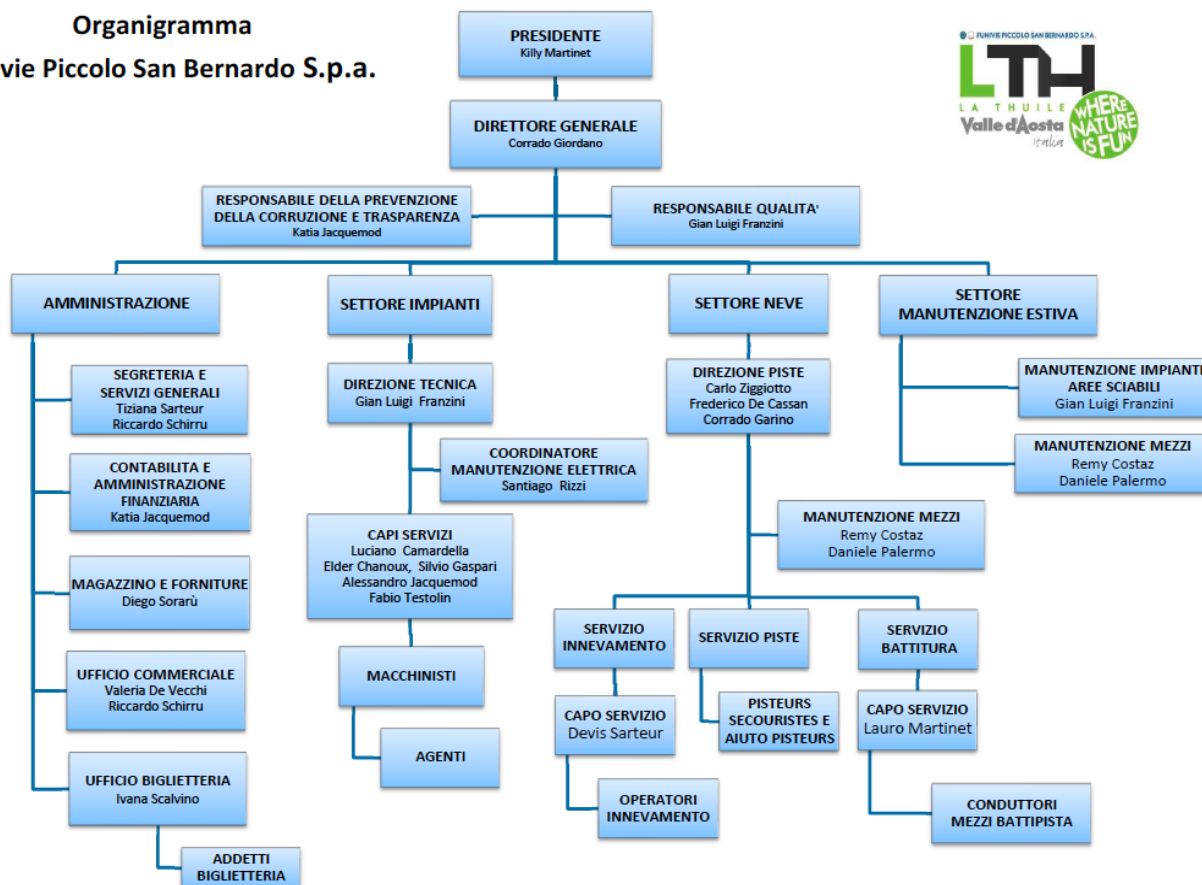 Organigramma
vie Piccolo San Bernardo S.p.a.
PRESIDENTE
Killy Martinet
FUNIVIE PICCOLO SAN BERNARDO S.P.A.
LTH
LA THUILE
Valle d'Aosta
Italia
WHERE
NATURE
IS FUN
DIRETTORE GENERALE
Corrado Giordano
RESPONSABILE DELLA PREVENZIONE
DELLA CORRUZIONE E TRASPARENZA
Katia Jacquemod
RESPONSABILE QUALITA'
Gian Luigi Franzini
AMMINISTRAZIONE
SETTORE IMPIANTI
SETTORE NEVE
SETTORE
MANUTENZIONE ESTIVA
SEGRETERIA E
SERVIZI GENERALI
Tiziana Sarteur
Riccardo Schirru
CONTABILITA E
AMMINISTRAZIONE
FINANZIARIA
Katia Jacquemod
MAGAZZINO E FORNITURE
Diego Sorarù
UFFICIO COMMERCIALE
Valeria De Vecchi
Riccardo Schirru
UFFICIO BIGLIETTERIA
Ivana Scalvino
ADDETTI
BIGLIETTERIA
DIREZIONE TECNICA
Gian Luigi Franzini
COORDINATORE
MANUTENZIONE ELETTRICA
Santiago Rizzi
CAPI SERVIZI
Luciano Camardella
Elder Chanoux, Silvio Gaspari
Alessandro Jacquemod
Fabio Testolin
MACCHINISTI
AGENTI
DIREZIONE PISTE
Carlo Ziggiotto
Frederico De Cassan
Corrado Garino
MANUTENZIONE MEZZI
Remy Costaz
Daniele Palermo
SERVIZIO
INNEVAMENTO
CAPO SERVIZIO
Devis Sarteur
OPERATORI
INNEVAMENTO
SERVIZIO PISTE
PISTEURS
SECOURISTES E
AIUTO PISTEURS
SERVIZIO
BATTITURA
CAPO SERVIZIO
Lauro Martinet
CONDUTTORI
MEZZI BATTIPISTA
MANUTENZIONE IMPIANTI
AREE SCIABILI
Gian Luigi Franzini
MANUTENZIONE MEZZI
Remy Costaz
Daniele Palermo